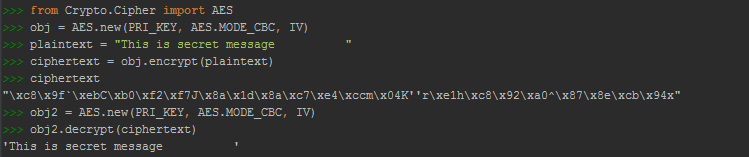 >>> from Crypto.Cipher import AES
>>> obj = AES.new(PRI_KEY, AES.MODE_CBC, IV)
>>> plaintext = "This is secret message           "
>>> ciphertext = obj.encrypt(plaintext)
>>> ciphertext
"\xc8\x9f`\xebC\xb0\xf2\xf7J\x8a\x1d\x8a\xc7\xe4\xccm\x04K''r\xe1h\xc8\x92\xa0^\x87\x8e\xcb\x94x"
>>> obj2 = AES.new(PRI_KEY, AES.MODE_CBC, IV)
>>> obj2.decrypt(ciphertext)
'This is secret message           '